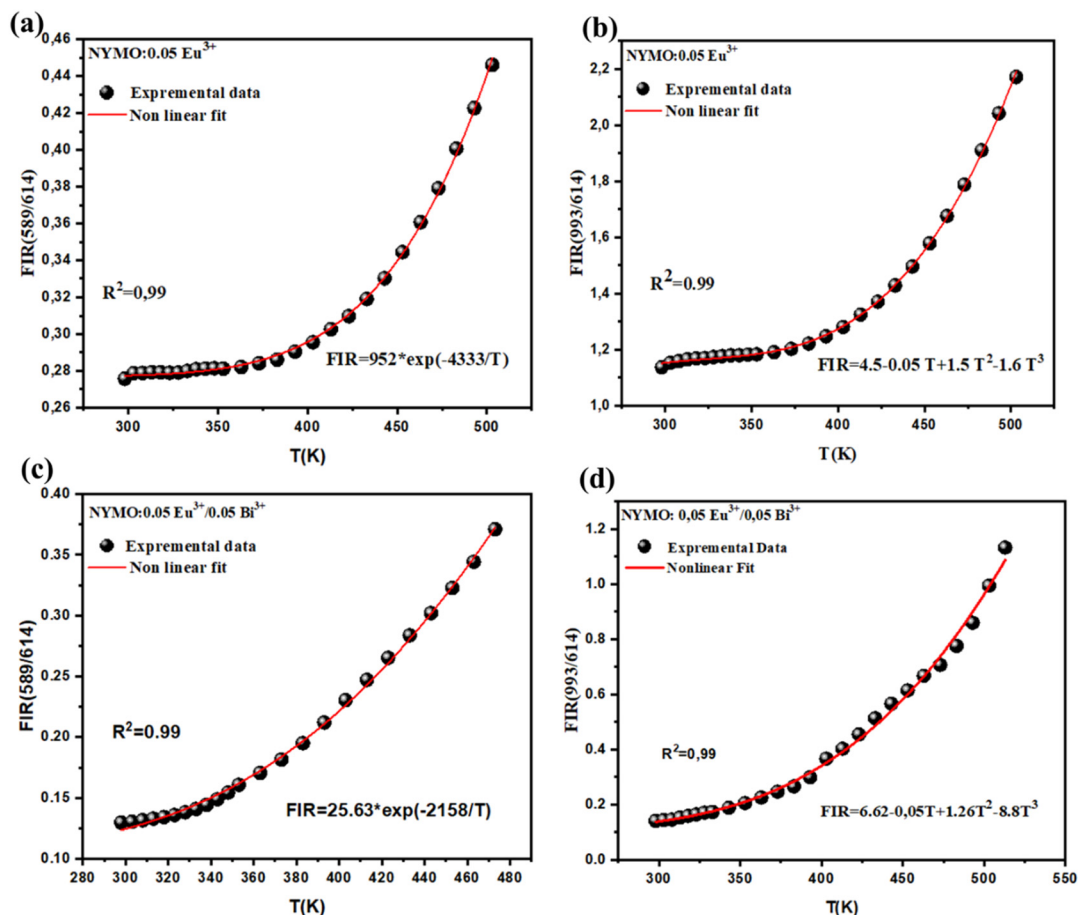 (a)
0,46
0,44
0,42
0,40
0,38
0,36
0,34
0,32
0,30
0,28
0,26
FIR(589/614)
NYMO:0.05 Eu³⁺
Expremental data
Non linear fit
R²=0,99
FIR=952*exp(-4333/T)
300 350 400 450 500
T(K)
(b)
2,2
2,0
1,8
1,6
1,4
1,2
1,0
FIR(993/614)
NYMO:0.05 Eu³⁺
Expremental data
Non linear fit
R²=0.99
FIR=4.5-0.05 T+1.5 T²-1.6 T³
300 350 400 450 500
T(K)
(c)
0.40
0.35
0.30
0.25
0.20
0.15
0.10
FIR(589/614)
NYMO:0.05 Eu³⁺/0.05 Bi³⁺
Expremental data
Non linear fit
R²=0.99
FIR=25.63*exp(-2158/T)
280 300 320 340 360 380 400 420 440 460 480
T(K)
(d)
1.2
1.0
0.8
0.6
0.4
0.2
0.0
FIR(993/614)
NYMO: 0,05 Eu³⁺/0,05 Bi³⁺
Expremental Data
Nonlinear Fit
R²=0,99
FIR=6.62-0,05T+1.26T²-8.8T³
300 350 400 450 500 550
T(K)